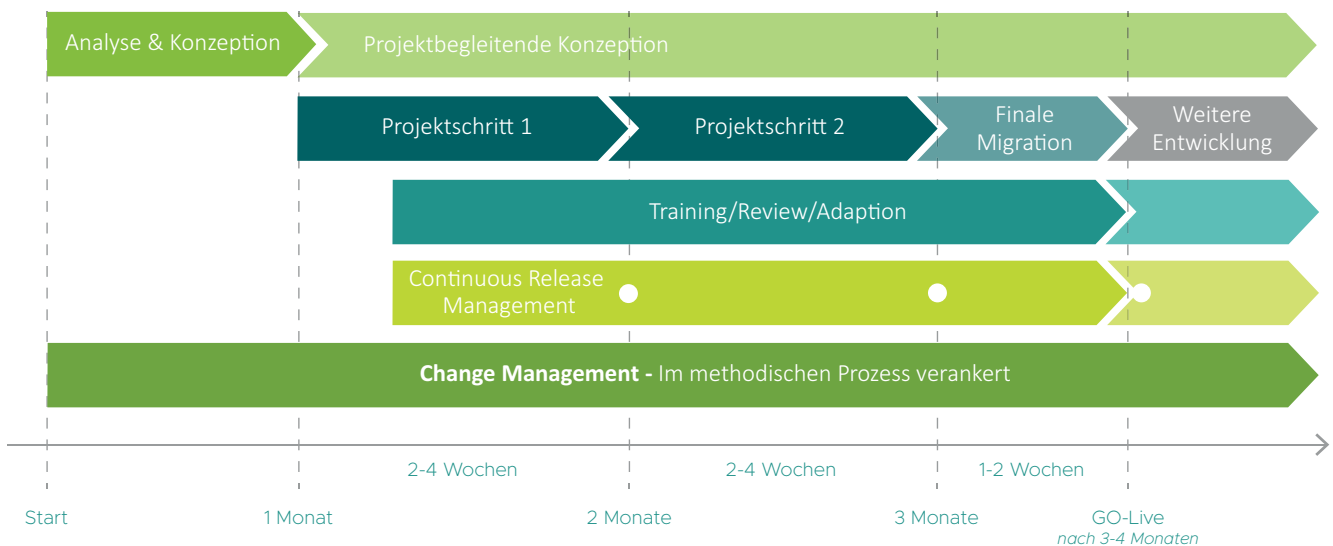 Analyse & Konzeption
Projektbegleitende Konzeption
Projektschritt 1
Projektschritt 2
Finale
Migration
Weitere
Entwicklung
Training/Review/Adaption
Continuous Release
Management
Change Management - Im methodischen Prozess verankert
2-4 Wochen
2-4 Wochen
1-2 Wochen
Start
1 Monat
2 Monate
3 Monate
GO-Live
nach 3-4 Monaten